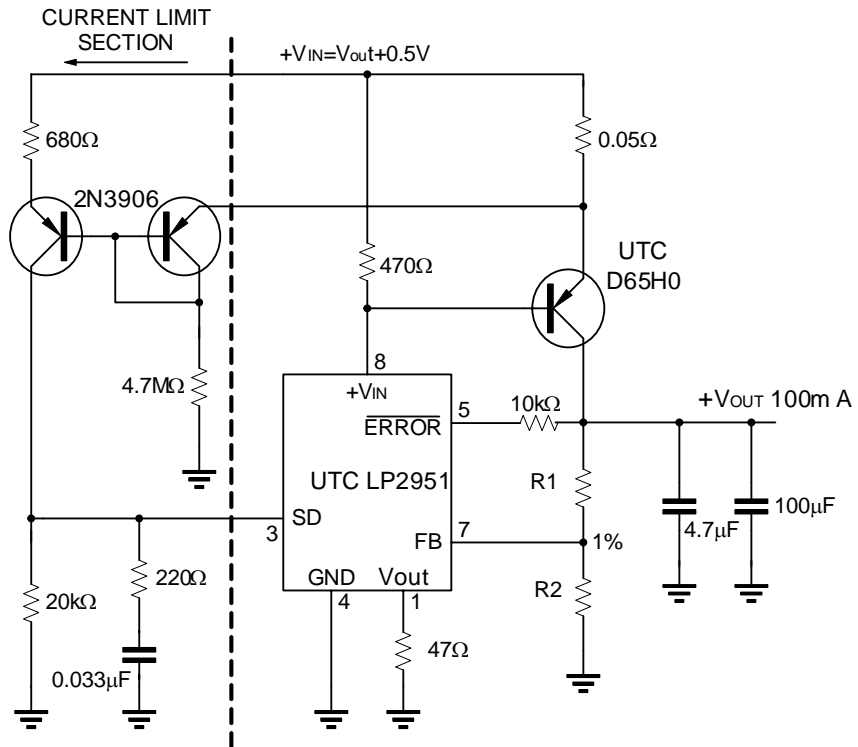 CURRENT LIMIT
SECTION
+VIN=Vout+0.5V
680Ω
0.05Ω
2N3906
470Ω
UTC
D65H0
4.7MΩ
8
+VIN
5
10kΩ
+VOUT 100m A
ERROR
UTC LP2951
R1
4.7µF
100µF
SD
3
FB
7
1%
GND
Vout
4
1
R2
20kΩ
220Ω
47Ω
0.033µF